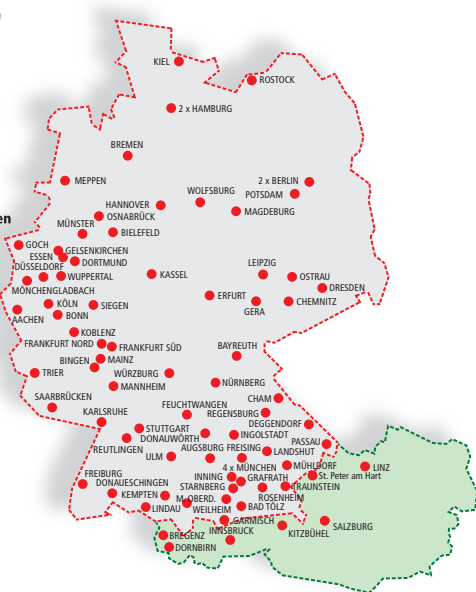 KIEL
ROSTOCK
2 x HAMBURG
BREMEN
MEPPEN
2 x BERLIN
WOLFSBURG
POTSDAM
HANNOVER
MAGDEBURG
en
OSNABRÜCK
MÜNSTER
BIELEFELD
GOCH
GELSENKIRCHEN
ESSEN
DORTMUND
LEIPZIG
DÜSSELDORF
WUPPERTAL
KASSEL
OSTRAU
MÖNCHENGLADBACH
DRESDEN
ERFURT
CHEMNITZ
KÖLN
SIEGEN
GERA
BONN
AACHEN
KOBLENZ
FRANKFURT NORD
FRANKFURT SÜD
BAYREUTH
BINGEN
MAINZ
TRIER
WÜRZBURG
MANNHEIM
NÜRNBERG
SAARBRÜCKEN
CHAM
FEUCHTWANGEN
KARLSRUHE
REGENSBURG
DEGGENDORF
STUTTGART
DONAUWÖRTH
INGOLSTADT
PASSAU
REUTLINGEN
AUGSBURG
FREISING
LANDSHUT
ULM
4 x MÜNCHEN
MÜHLDORF
LINZ
FREIBURG
INNING
GRAFRATH
St. Peter am Hart
DONAUESCHINGEN
STARNBERG
TRAUNSTEIN
KEMPTEN
M.-OBERD.
ROSENHEIM
LINDAU
WEILHEIM
BAD TÖLZ
GARMISCH
SALZBURG
INNSBRUCK
KITZBÜHEL
BREGENZ
DORNBIRN